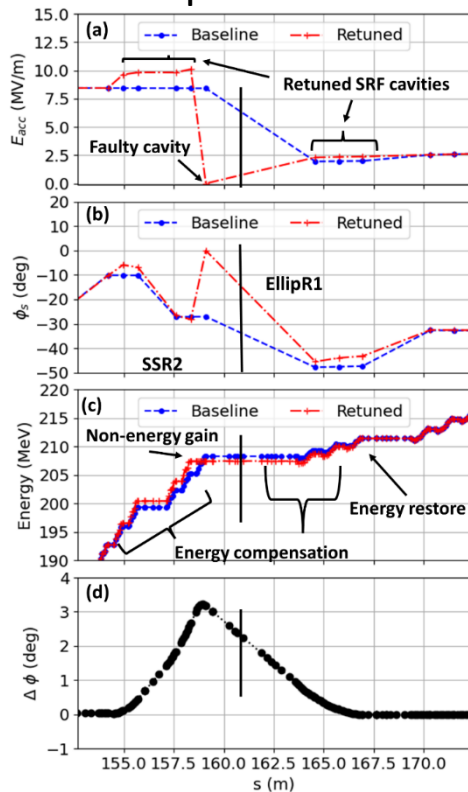 15.0
(a)
Baseline
Retuned
12.5
10.0
Retuned SRF cavities
7.5
5.0
Faulty cavity
2.5
0.0
E_acc (MV/m)
20
(b)
Baseline
Retuned
10
0
EllipR1
−10
−20
−30
−40
SSR2
−50
ϕ_s (deg)
220
(c)
Baseline
Retuned
215
Non-energy gain
210
205
200
Energy restore
195
Energy compensation
190
Energy (MeV)
4
(d)
3
2
1
0
−1
Δ ϕ (deg)
155.0 157.5 160.0 162.5 165.0 167.5 170.0
s (m)